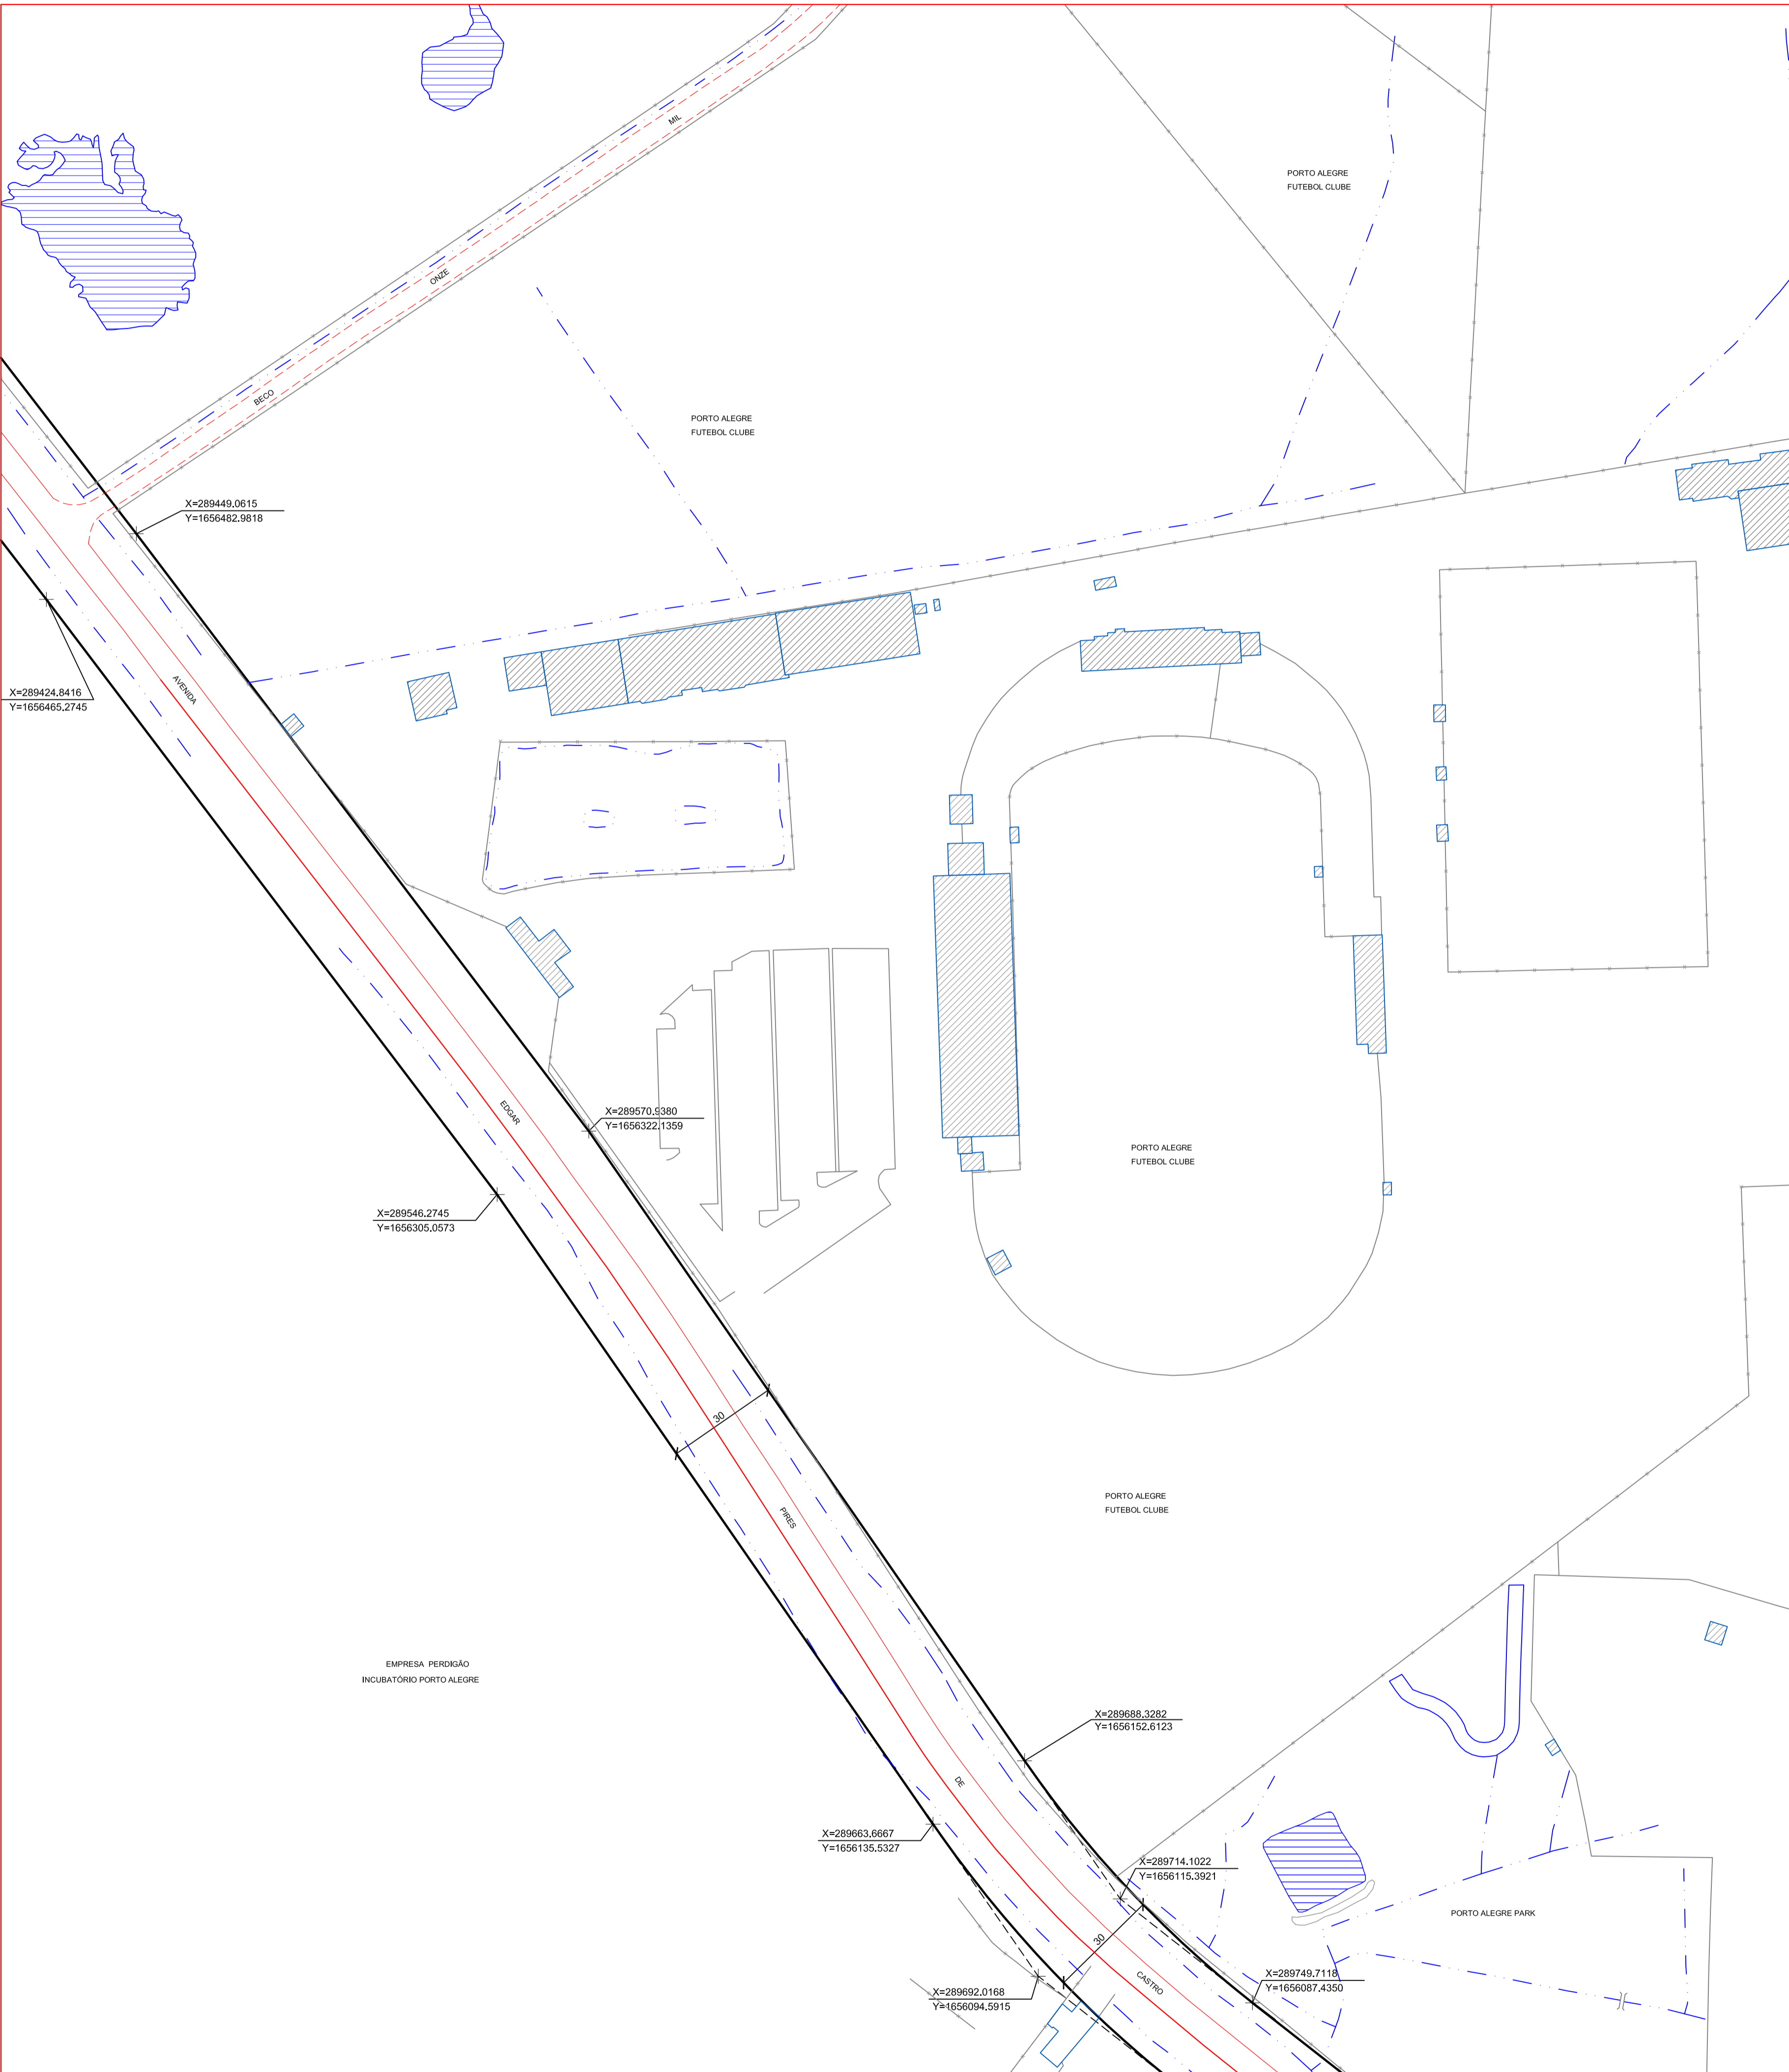 MIL
PORTO ALEGRE
FUTEBOL CLUBE
ONZE
BECO
PORTO ALEGRE
FUTEBOL CLUBE
X=289449.0615
Y=1656482.9818
AVENIDA
X=289424.8416
Y=1656465.2745
X=289570.9380
Y=1656322.1359
EDGAR
PORTO ALEGRE
FUTEBOL CLUBE
X=289546.2745
Y=1656305.0573
30
PORTO ALEGRE
FUTEBOL CLUBE
PIRES
EMPRESA PERDIGÃO
INCUBATÓRIO PORTO ALEGRE
X=289688.3282
Y=1656152.6123
DE
X=289663.6667
Y=1656135.5327
X=289714.1022
Y=1656115.3921
PORTO ALEGRE PARK
30
CASTRO
X=289749.7118
Y=1656087.4350
X=289692.0168
Y=1656094.5915